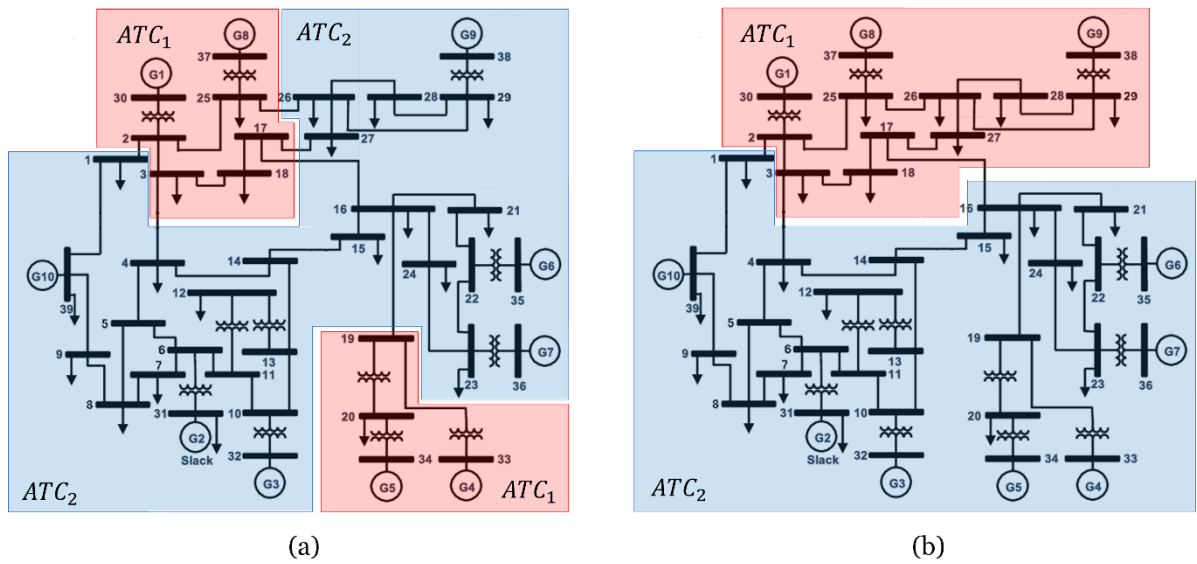 ATC₁
G8
ATC₂
G9
G1
37
38
30
25
26
28
29
2
17
27
1
3
18
16
21
15
4
14
24
G10
12
22
35
G6
39
5
19
6
13
9
7
11
23
36
G7
8
31
10
20
G2
Slack
32
34
33
G3
G5
G4
ATC₂
ATC₁
(a)
ATC₁
G8
G9
G1
37
38
30
25
26
28
29
2
17
27
1
3
18
16
21
15
4
14
24
G10
12
22
35
G6
39
5
19
6
13
9
7
11
23
36
G7
8
31
10
20
G2
Slack
32
34
33
G3
G5
G4
ATC₂
(b)